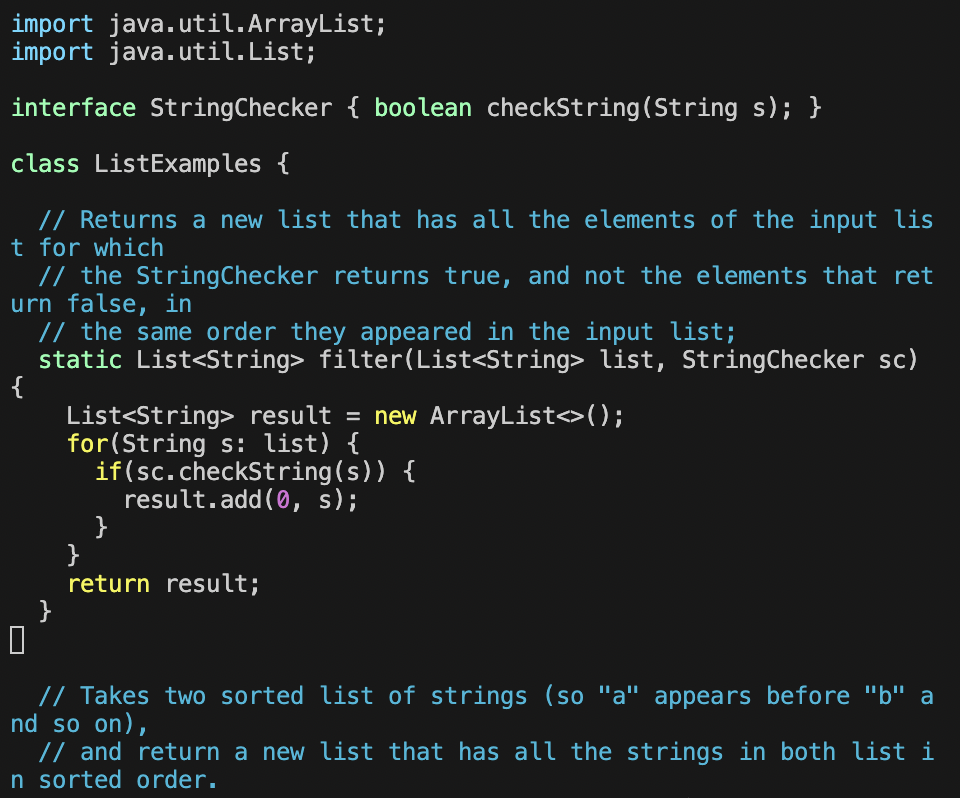 import java.util.ArrayList;
import java.util.List;

interface StringChecker { boolean checkString(String s); }

class ListExamples {

  // Returns a new list that has all the elements of the input lis
t for which
  // the StringChecker returns true, and not the elements that ret
urn false, in
  // the same order they appeared in the input list;
  static List<String> filter(List<String> list, StringChecker sc)
{
    List<String> result = new ArrayList<>();
    for(String s: list) {
      if(sc.checkString(s)) {
        result.add(0, s);
      }
    }
    return result;
  }

  // Takes two sorted list of strings (so "a" appears before "b" a
nd so on),
  // and return a new list that has all the strings in both list i
n sorted order.